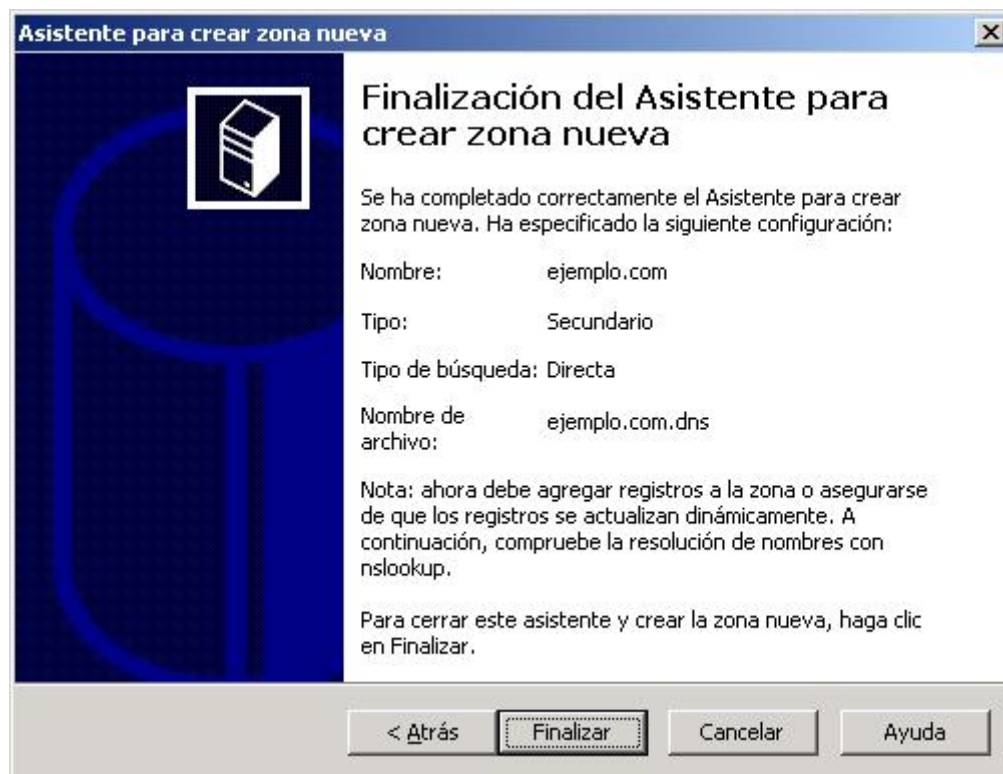 Asistente para crear zona nueva
Finalización del Asistente para
crear zona nueva
Se ha completado correctamente el Asistente para crear
zona nueva. Ha especificado la siguiente configuración:
Nombre: ejemplo.com
Tipo: Secundario
Tipo de búsqueda: Directa
Nombre de
archivo: ejemplo.com.dns
Nota: ahora debe agregar registros a la zona o asegurarse
de que los registros se actualizan dinámicamente. A
continuación, compruebe la resolución de nombres con
nslookup.
Para cerrar este asistente y crear la zona nueva, haga clic
en Finalizar.
< Atrás Finalizar Cancelar Ayuda